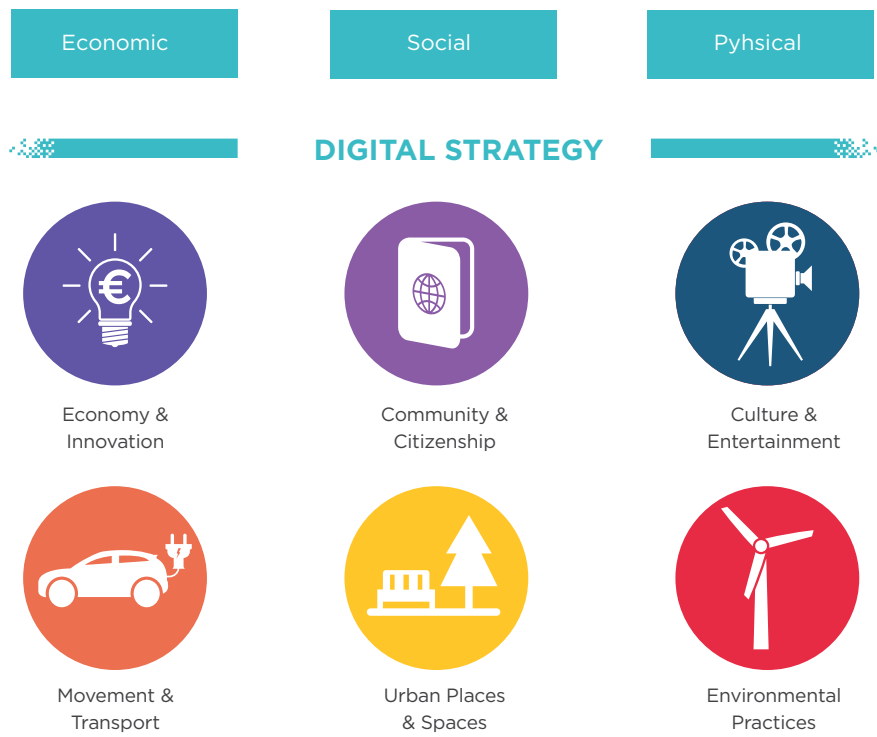 Economic
Social
Pyhsical
DIGITAL STRATEGY
€
Economy &
Innovation
Community &
Citizenship
Culture &
Entertainment
Movement &
Transport
Urban Places
& Spaces
Environmental
Practices